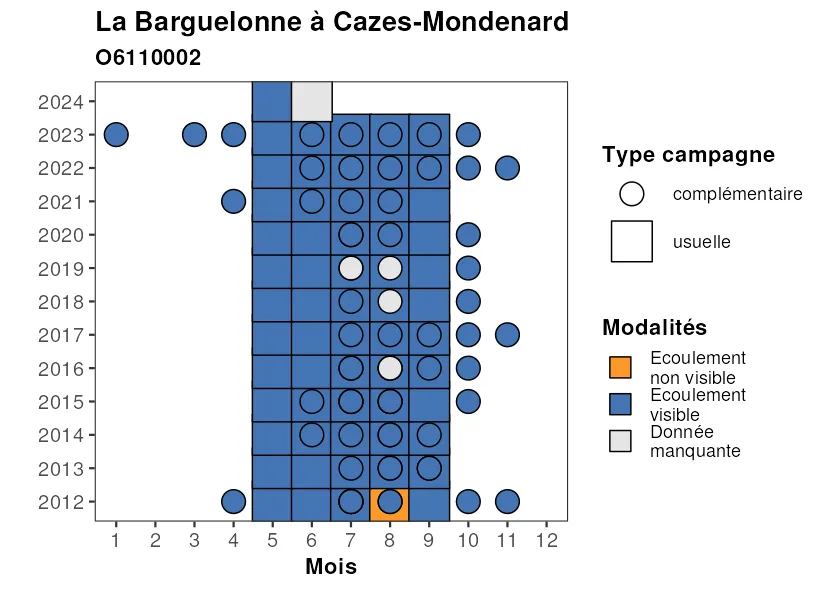 La Barguelonne à Cazes-Mondenard
O6110002
2024
2023
2022
2021
2020
2019
2018
2017
2016
2015
2014
2013
2012
1 2 3 4 5 6 7 8 9 10 11 12
Mois
Type campagne
complémentaire
usuelle
Modalités
Ecoulement
non visible
Ecoulement
visible
Donnée
manquante